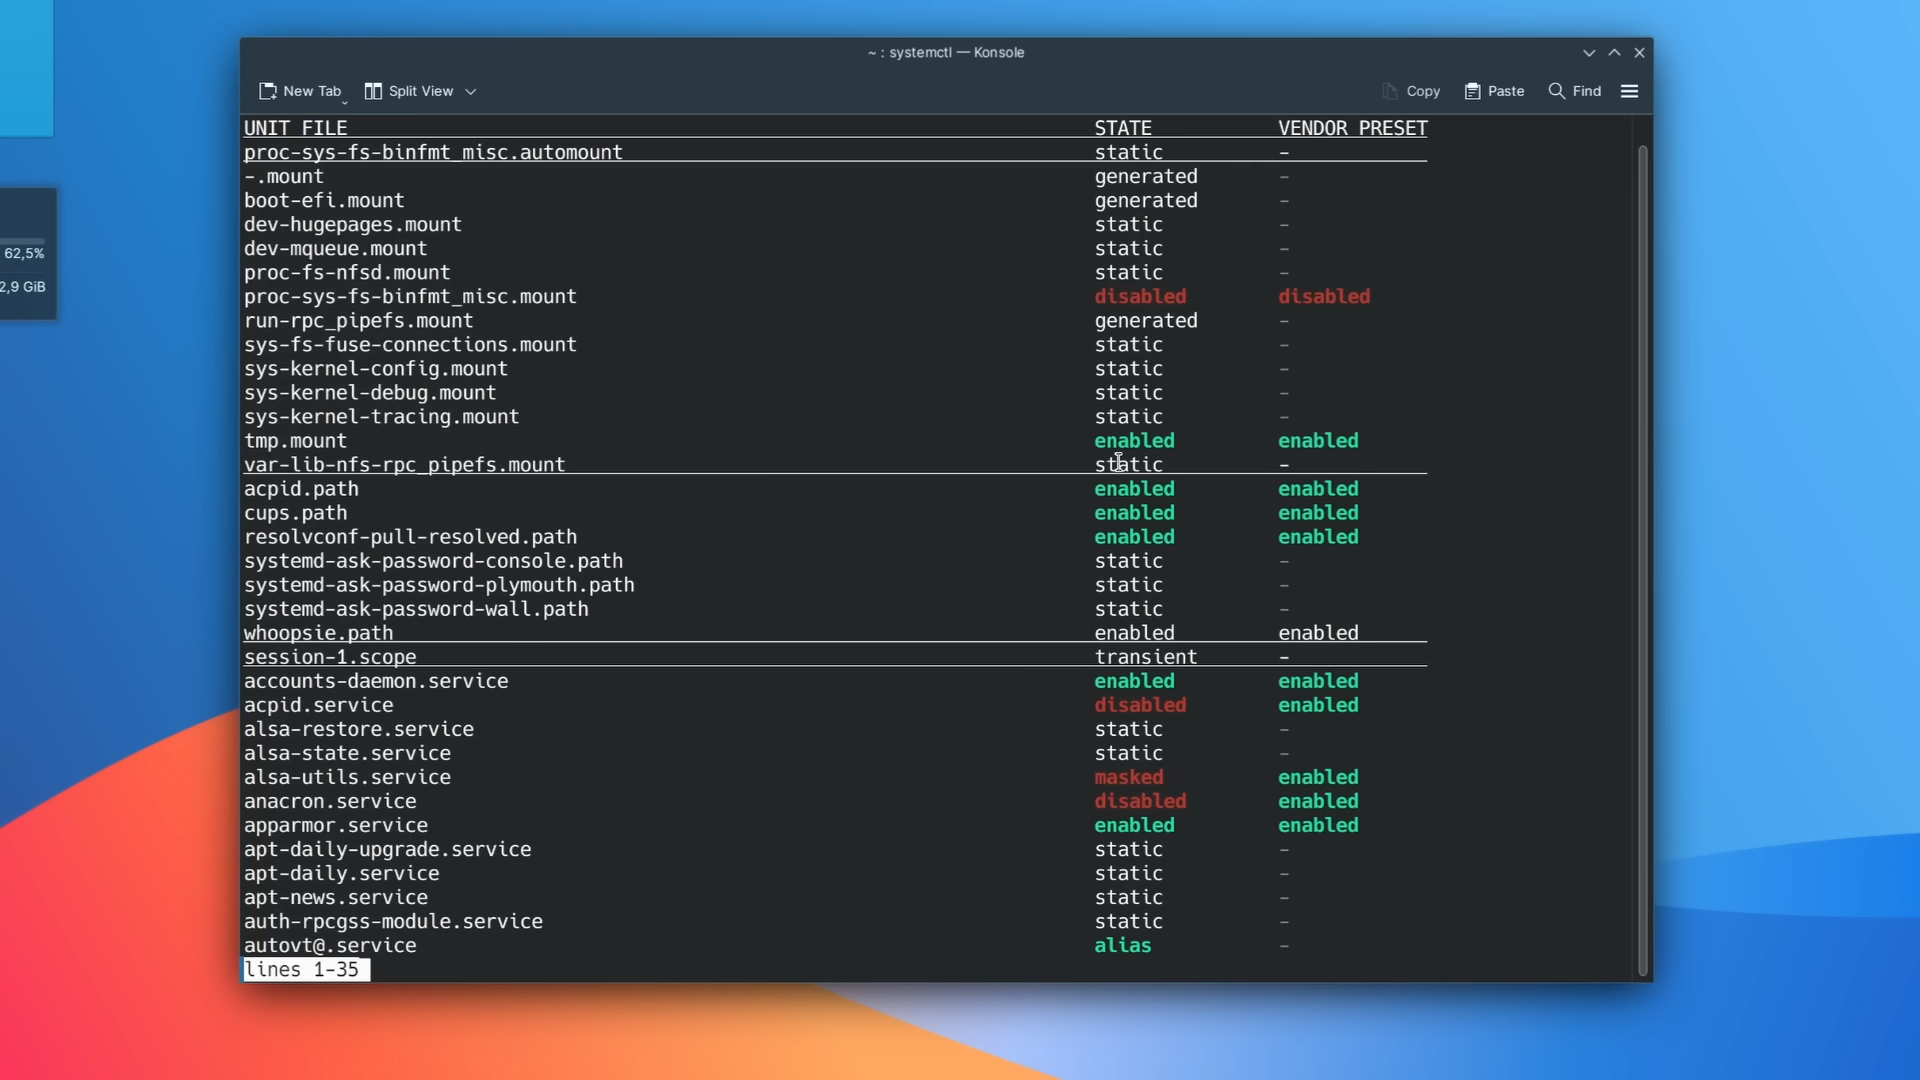 ~ : systemctl — Konsole
New Tab Split View Copy Paste Find
UNIT FILE STATE VENDOR PRESET
proc-sys-fs-binfmt_misc.automount static -
-.mount generated -
boot-efi.mount generated -
dev-hugepages.mount static -
dev-mqueue.mount static -
62,5%
proc-fs-nfsd.mount static -
2,9 GiB
proc-sys-fs-binfmt_misc.mount disabled disabled
run-rpc_pipefs.mount generated -
sys-fs-fuse-connections.mount static -
sys-kernel-config.mount static -
sys-kernel-debug.mount static -
sys-kernel-tracing.mount static -
tmp.mount enabled enabled
var-lib-nfs-rpc_pipefs.mount static -
acpid.path enabled enabled
cups.path enabled enabled
resolvconf-pull-resolved.path enabled enabled
systemd-ask-password-console.path static -
systemd-ask-password-plymouth.path static -
systemd-ask-password-wall.path static -
whoopsie.path enabled enabled
session-1.scope transient -
accounts-daemon.service enabled enabled
acpid.service disabled enabled
alsa-restore.service static -
alsa-state.service static -
alsa-utils.service masked enabled
anacron.service disabled enabled
apparmor.service enabled enabled
apt-daily-upgrade.service static -
apt-daily.service static -
apt-news.service static -
auth-rpcgss-module.service static -
autovt@.service alias -
lines 1-35